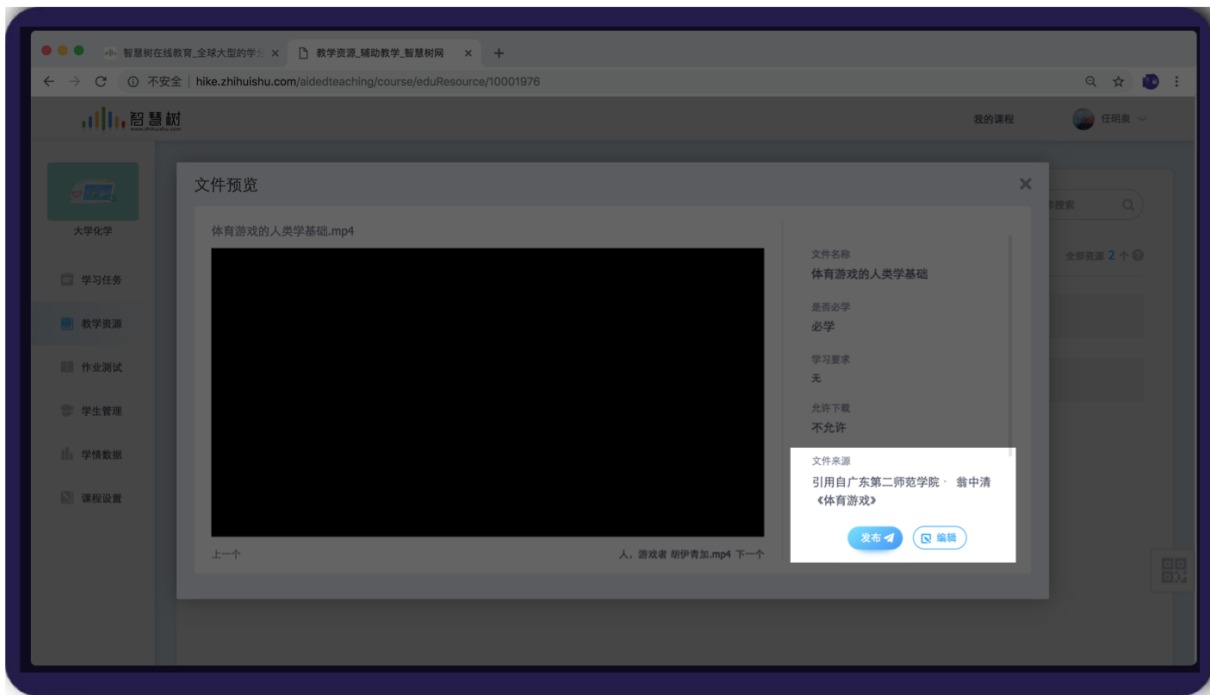 智慧树在线教育_全球大型的学分
教学资源_辅助教学_智慧树网
不安全 | hike.zhihuishu.com/aidedteaching/course/eduResource/10001976
智慧树
www.zhihuishu.com
我的课程
任明泉
文件预览
搜索
大学化学
体育游戏的人类学基础.mp4
文件名称
体育游戏的人类学基础
全部资源 2 个
学习任务
是否必学
必学
教学资源
学习要求
无
作业测试
允许下载
不允许
学生管理
学情数据
文件来源
引用自广东第二师范学院· 翁中清
《体育游戏》
课程设置
发布
编辑
上一个
人，游戏者 胡伊青加.mp4 下一个